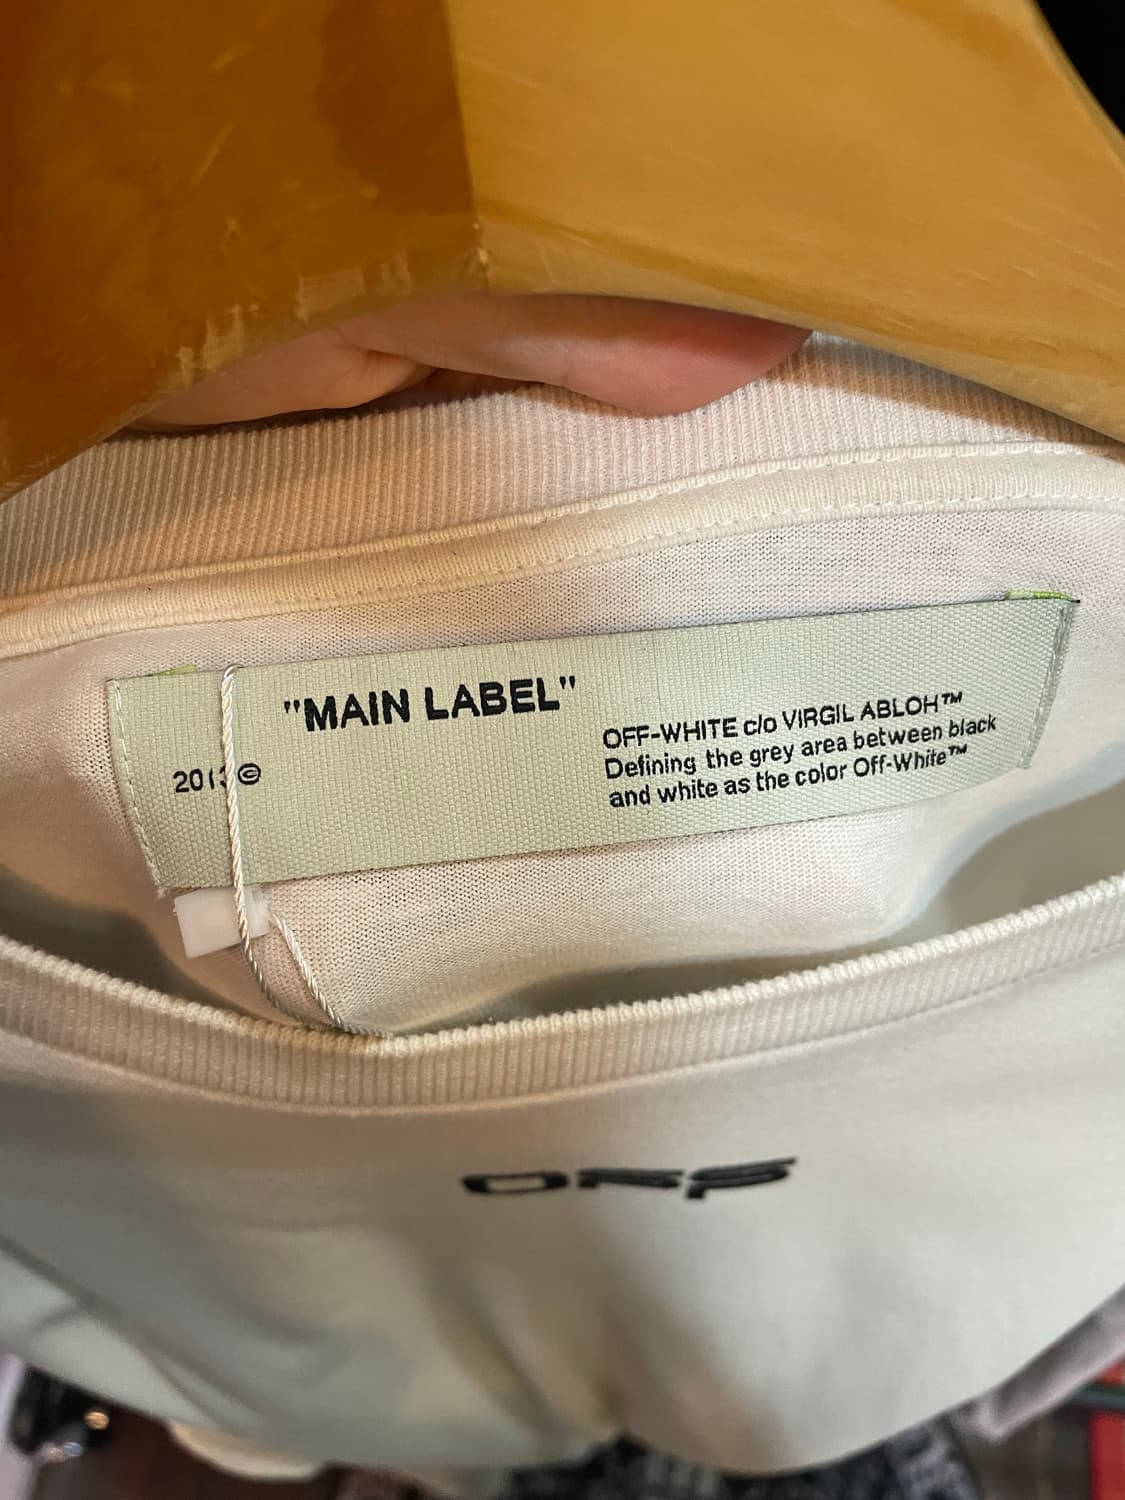 "MAIN LABEL"
2013©
OFF-WHITE c/o VIRGIL ABLOH™
Defining the grey area between black
and white as the color Off-White™
OFF